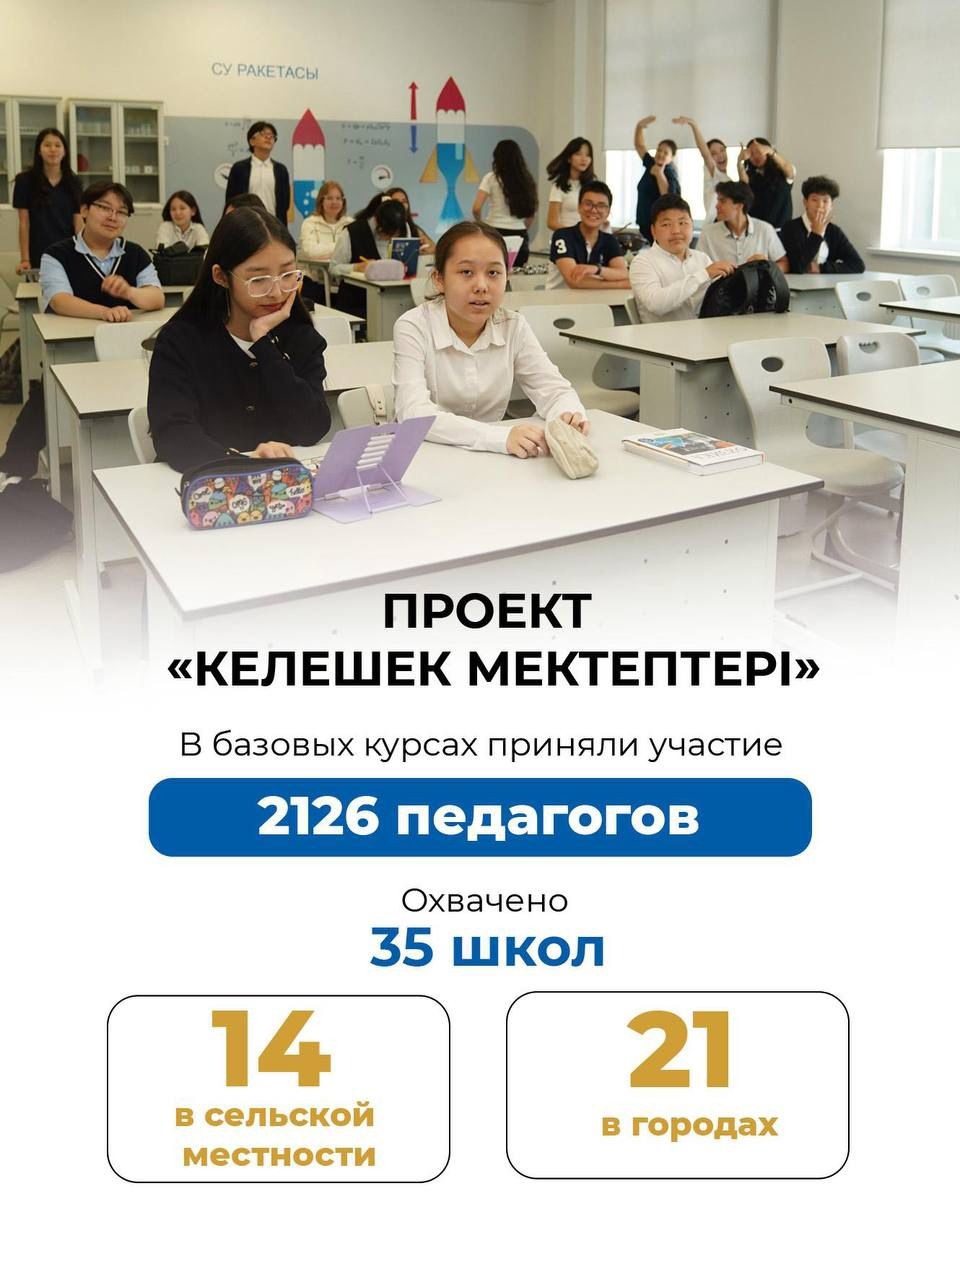 СУ РАКЕТАСЫ
ПРОЕКТ
«КЕЛЕШЕК МЕКТЕПТЕРІ»
В базовых курсах приняли участие
2126 педагогов
Охвачено
35 школ
14
в сельской
местности
21
в городах